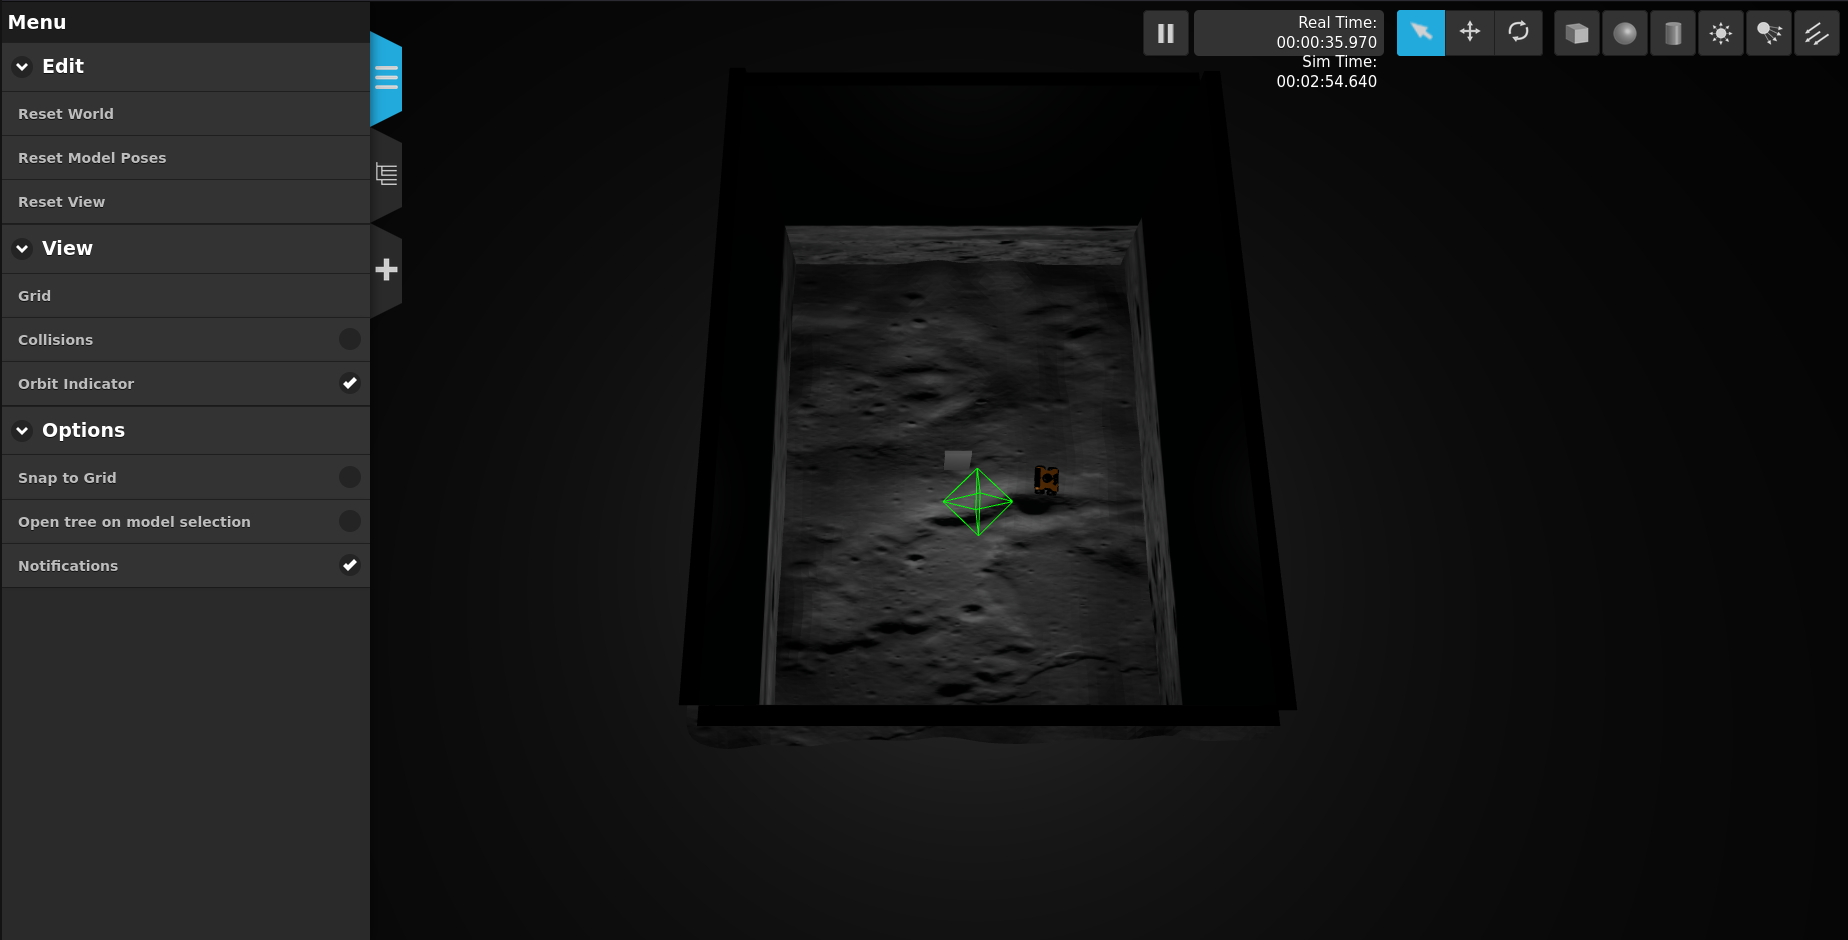 Menu
Edit
Reset World
Reset Model Poses
Reset View
View
Grid
Collisions
Orbit Indicator
Options
Snap to Grid
Open tree on model selection
Notifications
Real Time:
00:00:35.970
Sim Time:
00:02:54.640